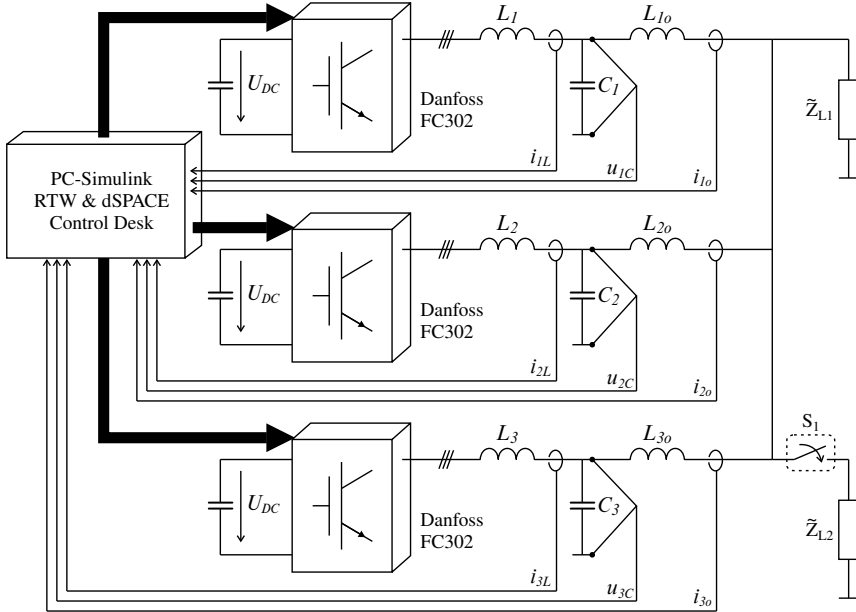 L1
L1o
UDC
C1
Danfoss
FC302
Z̃L1
i1L
u1C
i1o
PC-Simulink
RTW & dSPACE
Control Desk
L2
L2o
UDC
C2
Danfoss
FC302
i2L
u2C
i2o
L3
L3o
S1
UDC
C3
Danfoss
FC302
Z̃L2
i3L
u3C
i3o